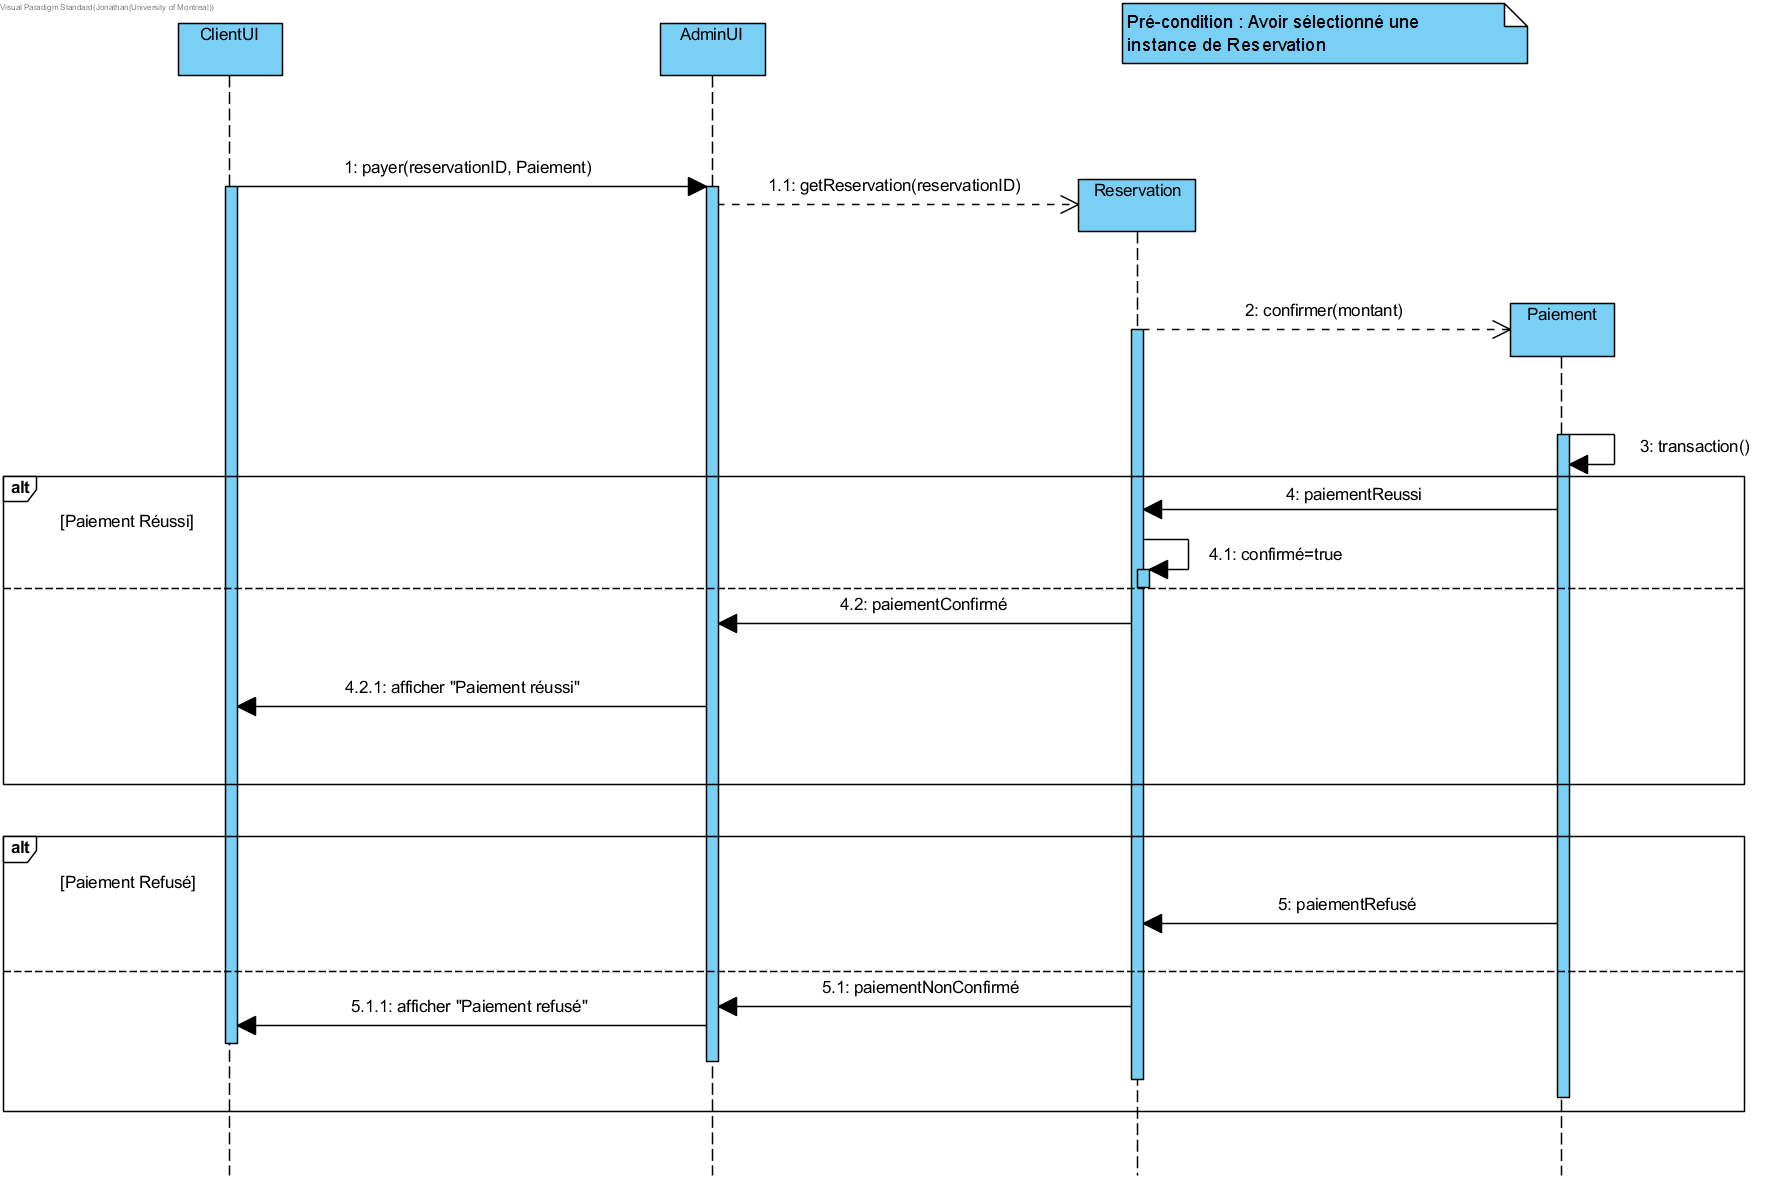 Visual Paradigm Standard(Jonathan(University of Montreal))
Pré-condition : Avoir sélectionné une
instance de Reservation
ClientUI
AdminUI
1: payer(reservationID, Paiement)
1.1: getReservation(reservationID)
Reservation
2: confirmer(montant)
Paiement
3: transaction()
alt
[Paiement Réussi]
4: paiementReussi
4.1: confirmé=true
4.2: paiementConfirmé
4.2.1: afficher "Paiement réussi"
alt
[Paiement Refusé]
5: paiementRefusé
5.1: paiementNonConfirmé
5.1.1: afficher "Paiement refusé"